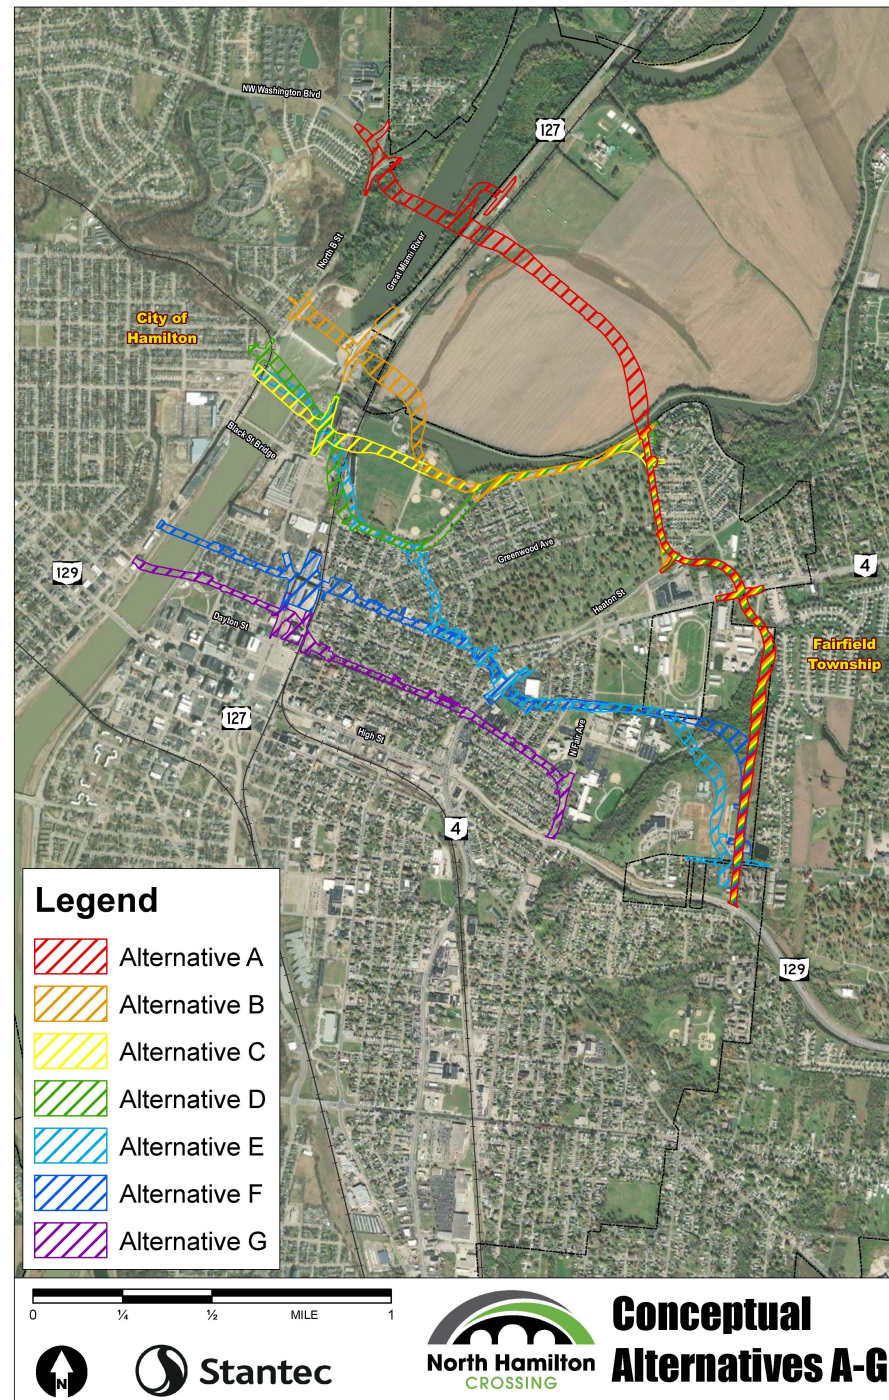 NW Washington Blvd
127
North B St
Great Miami River
City of
Hamilton
Black St Bridge
Greenwood Ave
4
129
Heaton St
Dayton St
Fairfield
Township
127
High St
N Fair Ave
4
129
Legend
Alternative A
Alternative B
Alternative C
Alternative D
Alternative E
Alternative F
Alternative G
0 ¼ ½ MILE 1
N
Stantec
North Hamilton
CROSSING
Conceptual
Alternatives A-G